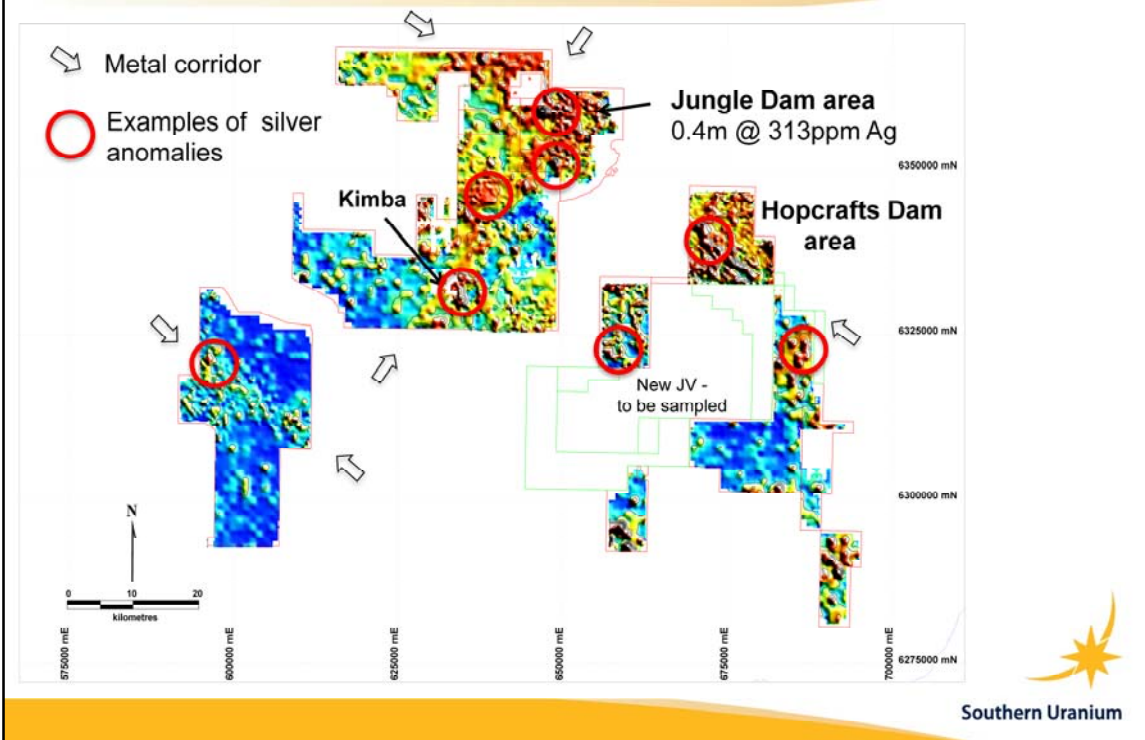 Metal corridor
Examples of silver
anomalies
Jungle Dam area
0.4m @ 313ppm Ag
Kimba
Hopcrafts Dam
area
New JV -
to be sampled
6350000 mN
6325000 mN
6300000 mN
6275000 mN
N
0 10 20
kilometres
575000 mE
600000 mE
625000 mE
650000 mE
675000 mE
700000 mE
Southern Uranium